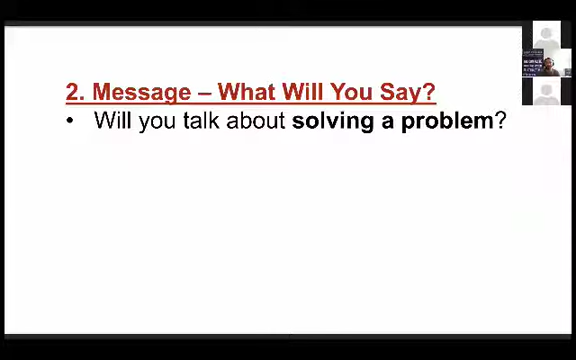 2. Message – What Will You Say?
• Will you talk about solving a problem?